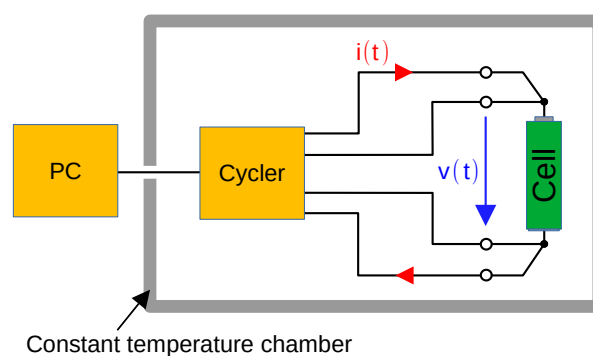 i(t)
PC
Cycler
v(t)
Cell
Constant temperature chamber